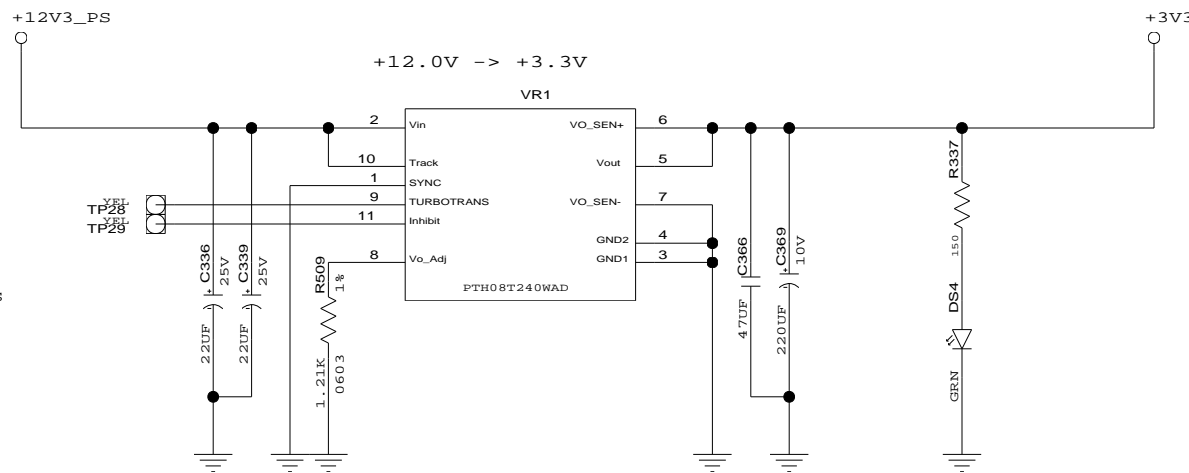 +12V3_PS
+3V3
+12.0V -> +3.3V
VR1
2 Vin VO_SEN+ 6
10 Track Vout 5
1 SYNC
9 TURBOTRANS VO_SEN- 7
11 Inhibit
GND2 4
8 Vo_Adj GND1 3
PTH08T240WAD
YEL
TP28
YEL
TP29
C336
25V
22UF
C339
25V
22UF
R509
1%
1.21K
0603
C366
47UF
C369
10V
220UF
R337
150
DS4
GRN
s